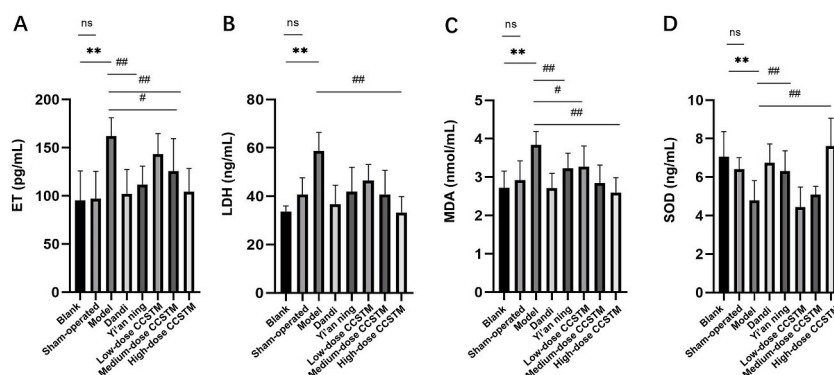 A
ns
**
##
##
#
200
150
100
50
0
ET (pg/mL)
Blank
Sham-operated
Model
Dandi
Yi'an ning
Low-dose CCSTM
Medium-dose CCSTM
High-dose CCSTM
B
ns
**
##
80
60
40
20
0
LDH (ng/mL)
Blank
Sham-operated
Model
Dandi
Yi'an ning
Low-dose CCSTM
Medium-dose CCSTM
High-dose CCSTM
C
ns
**
##
#
##
5
4
3
2
1
0
MDA (nmol/mL)
Blank
Sham-operated
Model
Dandi
Yi'an ning
Low-dose CCSTM
Medium-dose CCSTM
High-dose CCSTM
D
ns
**
##
##
10
8
6
4
2
0
SOD (ng/mL)
Blank
Sham-operated
Model
Dandi
Yi'an ning
Low-dose CCSTM
Medium-dose CCSTM
High-dose CCSTM